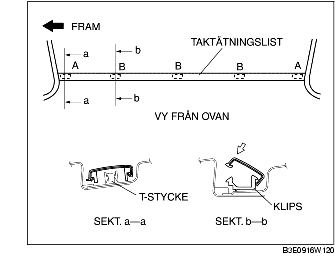 FRAM
TAKTÄTNINGSLIST
a b
A B B B A
a b
VY FRÅN OVAN
T-STYCKE
KLIPS
SEKT. a—a SEKT. b—b
B3E0916W120